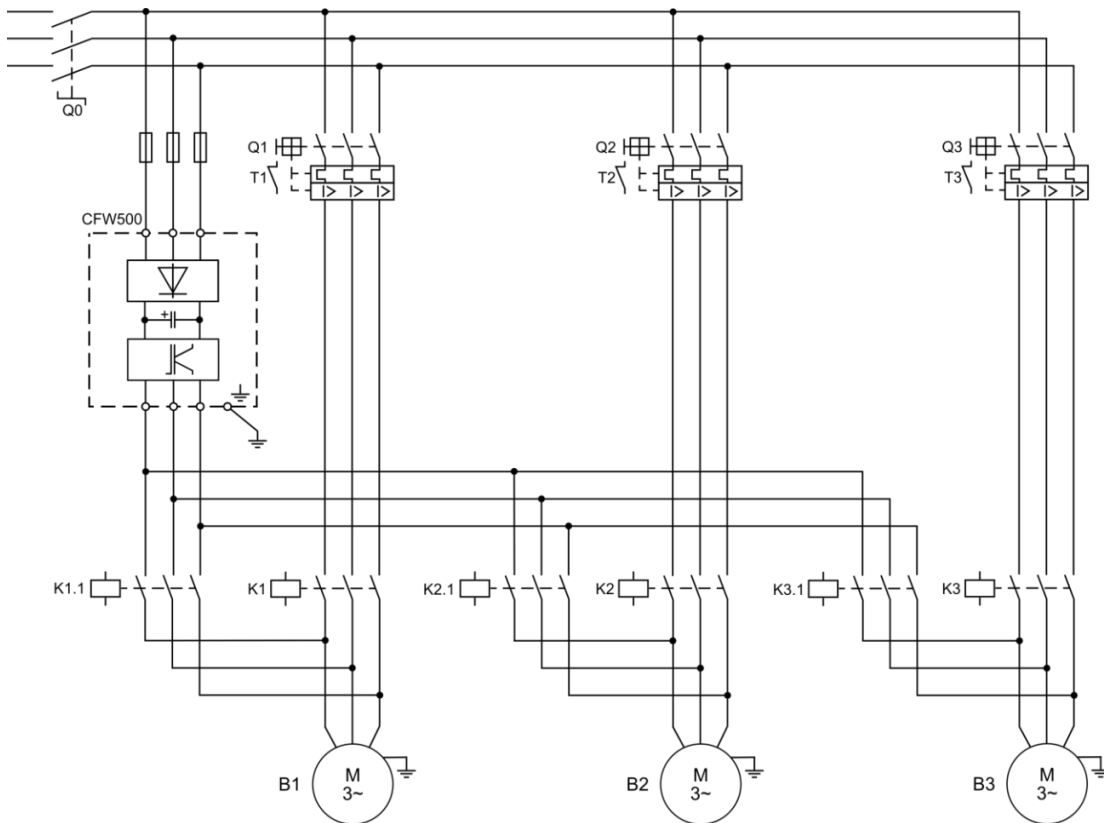 Q0
Q1
Q2
Q3
T1
T2
T3
I> I> I>
I> I> I>
I> I> I>
CFW500
+
K1.1
K1
K2.1
K2
K3.1
K3
B1
M
3~
B2
M
3~
B3
M
3~